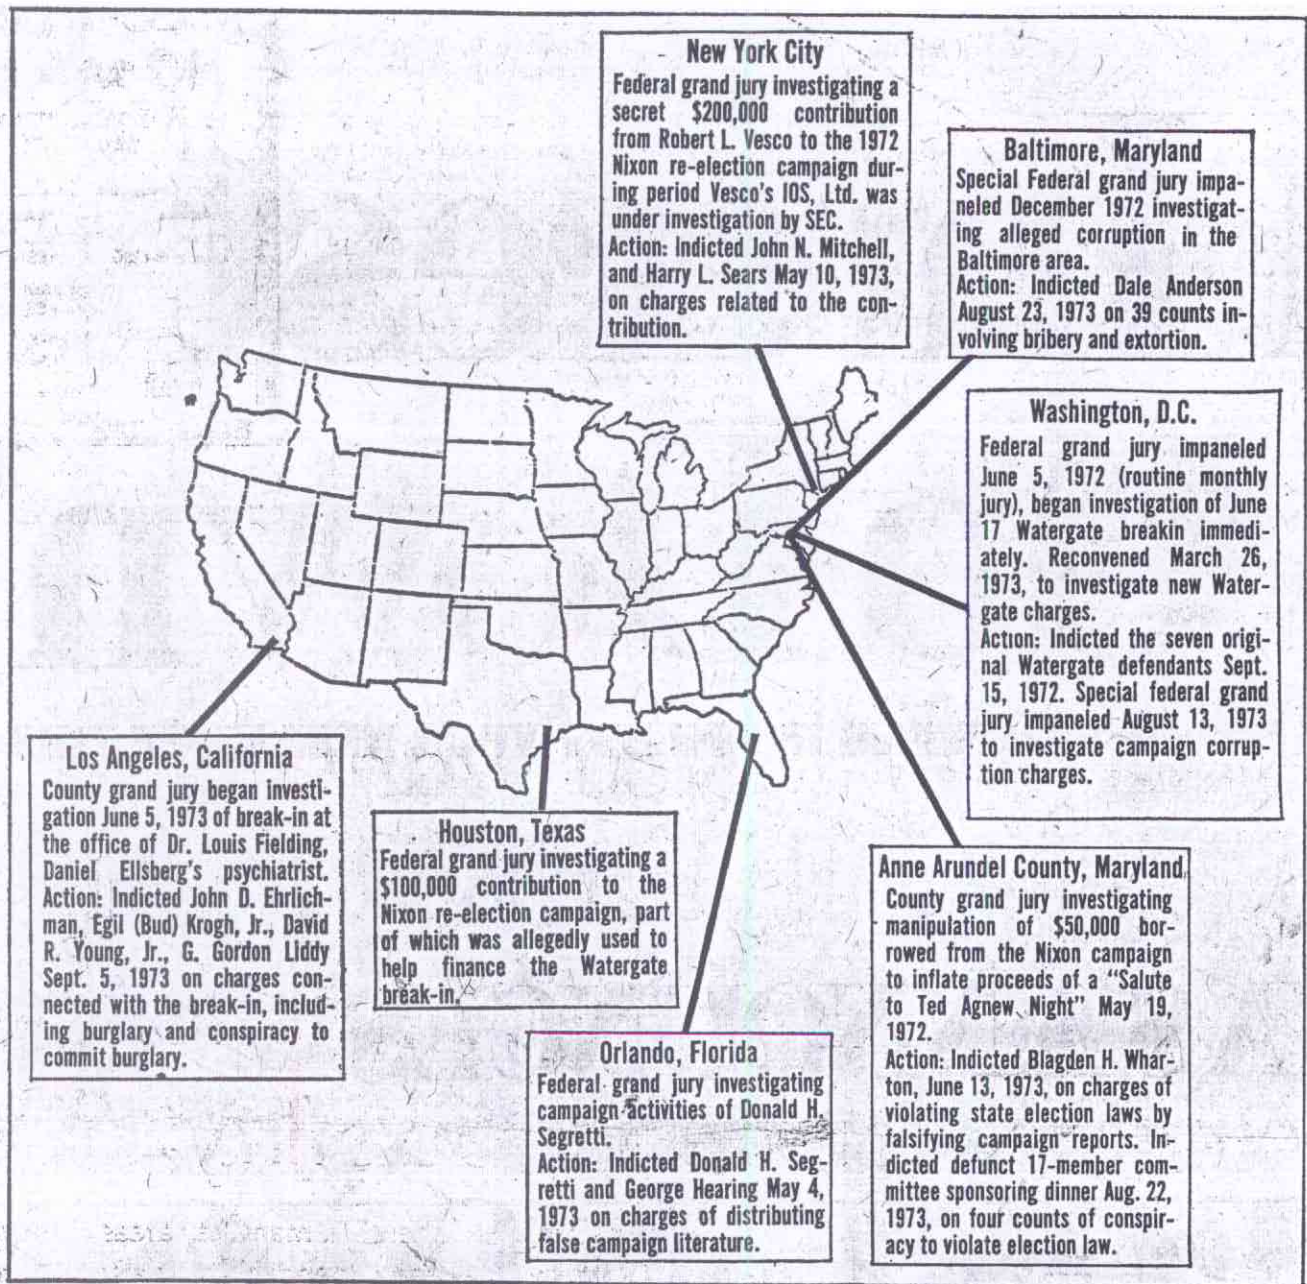 New York City
Federal grand jury investigating a
secret $200,000 contribution
from Robert L. Vesco to the 1972
Nixon re-election campaign dur-
ing period Vesco's IOS, Ltd. was
under investigation by SEC.
Action: Indicted John N. Mitchell,
and Harry L. Sears May 10, 1973,
on charges related to the con-
tribution.
Baltimore, Maryland
Special Federal grand jury impa-
neled December 1972 investigat-
ing alleged corruption in the
Baltimore area.
Action: Indicted Dale Anderson
August 23, 1973 on 39 counts in-
volving bribery and extortion.
Washington, D.C.
Federal grand jury impaneled
June 5, 1972 (routine monthly
jury), began investigation of June
17 Watergate breakin immedi-
ately. Reconvened March 26,
1973, to investigate new Water-
gate charges.
Action: Indicted the seven origi-
nal Watergate defendants Sept.
15, 1972. Special federal grand
jury impaneled August 13, 1973
to investigate campaign corrup-
tion charges.
Los Angeles, California
County grand jury began investi-
gation June 5, 1973 of break-in at
the office of Dr. Louis Fielding,
Daniel Ellsberg's psychiatrist.
Action: Indicted John D. Ehrlich-
man, Egil (Bud) Krogh, Jr., David
R. Young, Jr., G. Gordon Liddy
Sept. 5, 1973 on charges con-
nected with the break-in, includ-
ing burglary and conspiracy to
commit burglary.
Houston, Texas
Federal grand jury investigating a
$100,000 contribution to the
Nixon re-election campaign, part
of which was allegedly used to
help finance the Watergate
break-in.
Orlando, Florida
Federal grand jury investigating
campaign activities of Donald H.
Segretti.
Action: Indicted Donald H. Seg-
retti and George Hearing May 4,
1973 on charges of distributing
false campaign literature.
Anne Arundel County, Maryland
County grand jury investigating
manipulation of $50,000 bor-
rowed from the Nixon campaign
to inflate proceeds of a "Salute
to Ted Agnew Night" May 19,
1972.
Action: Indicted Blagden H. Whar-
ton, June 13, 1973, on charges of
violating state election laws by
falsifying campaign reports. In-
dicted defunct 17-member com-
mittee sponsoring dinner Aug. 22,
1973, on four counts of conspir-
acy to violate election law.